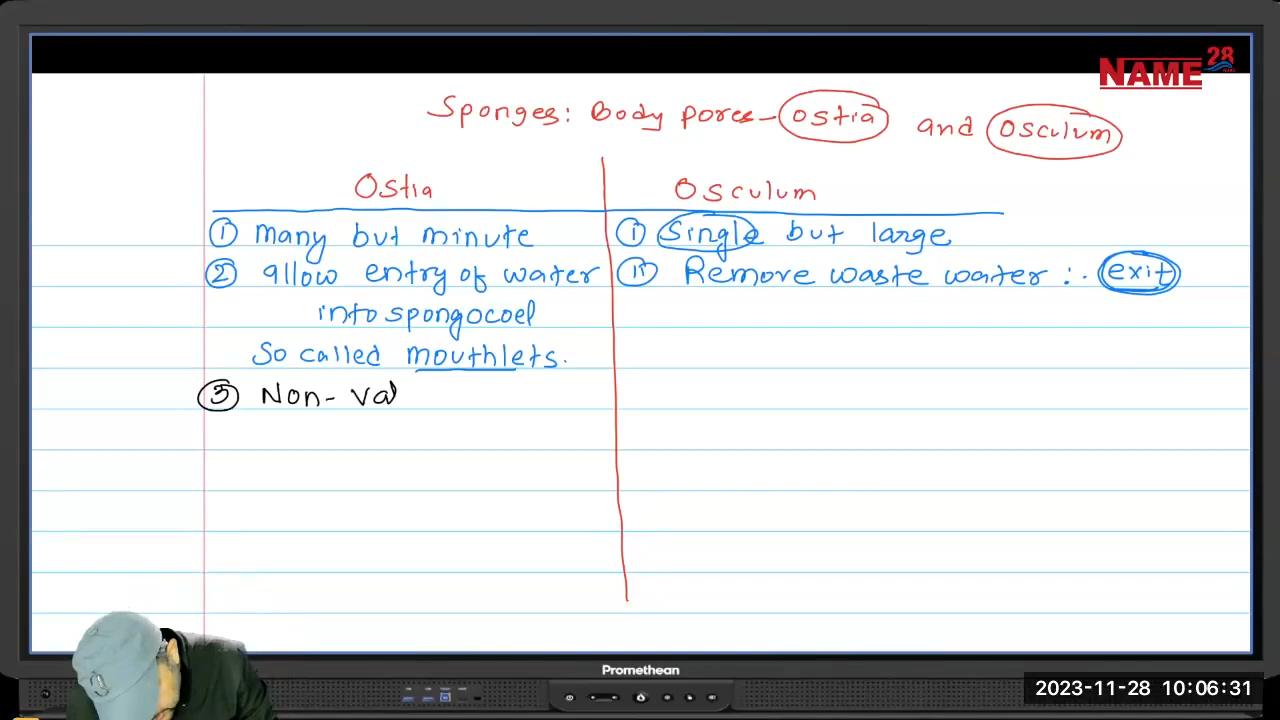 NAME 28
Sponges: Body pores - ostia and osculum
Ostia
Osculum
① many but minute
② allow entry of water
into spongocoel
So called mouthlets.
③ Non- Val
① Single but large
② Remove waste water ∴ exit
Promethean
2023-11-28 10:06:31